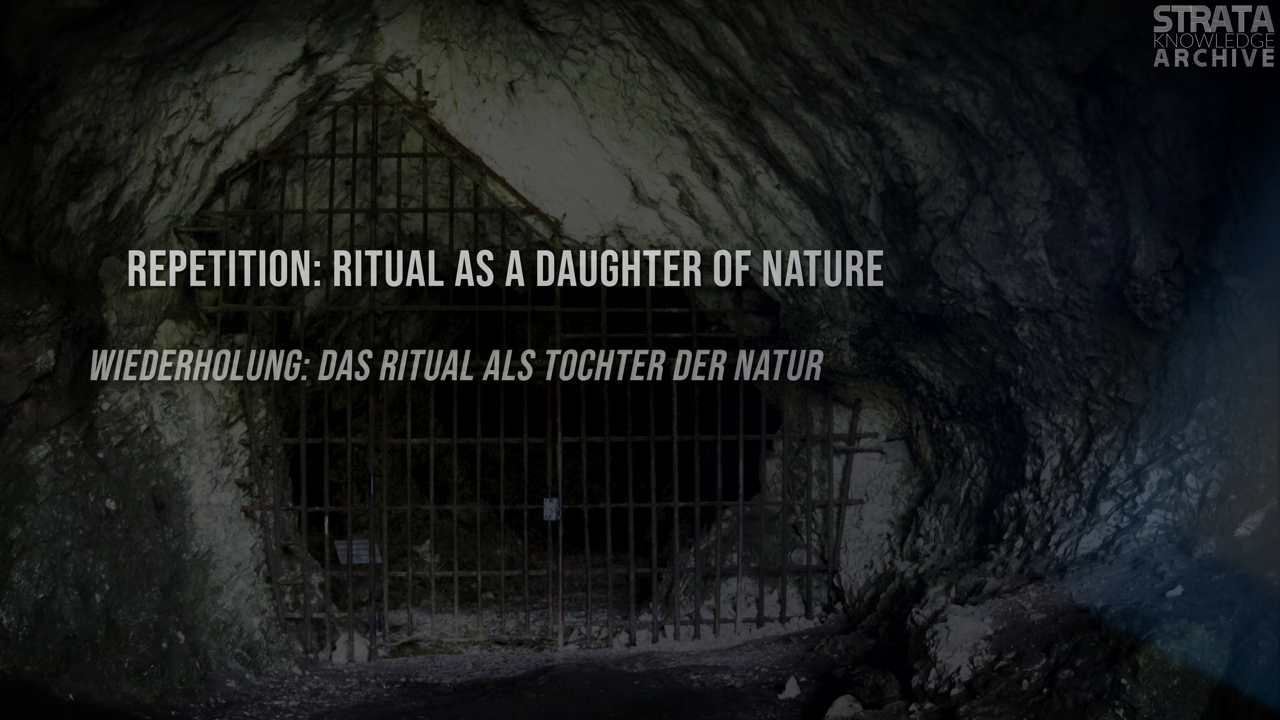 STRATA
KNOWLEDGE
ARCHIVE
REPETITION: RITUAL AS A DAUGHTER OF NATURE
WIEDERHOLUNG: DAS RITUAL ALS TOCHTER DER NATUR